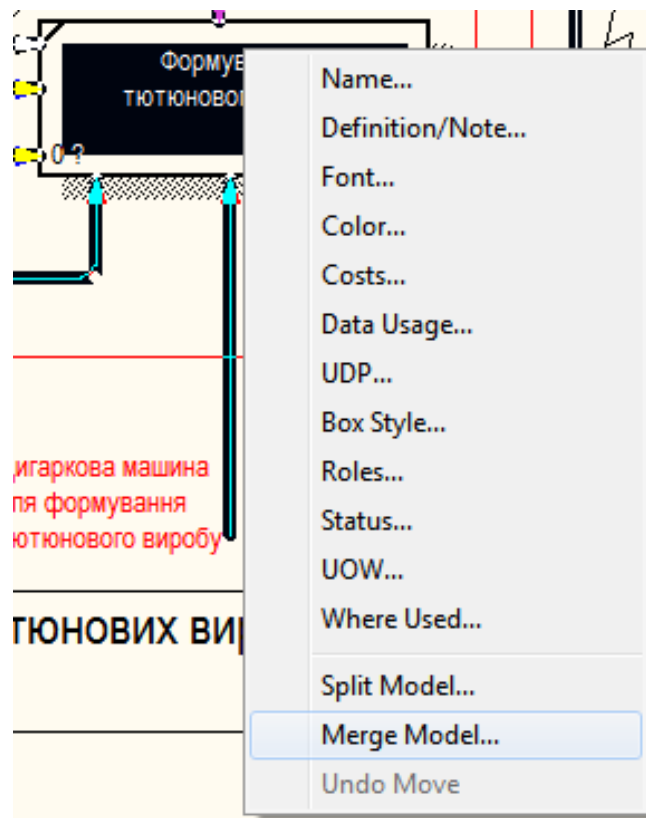 Формув
тютюновог
0 ?
Name...
Definition/Note...
Font...
Color...
Costs...
Data Usage...
UDP...
Box Style...
Roles...
Status...
UOW...
Where Used...
Split Model...
Merge Model...
Undo Move
игаркова машина
ля формування
ютюнового виробу
ТЮНОВИХ ВИ